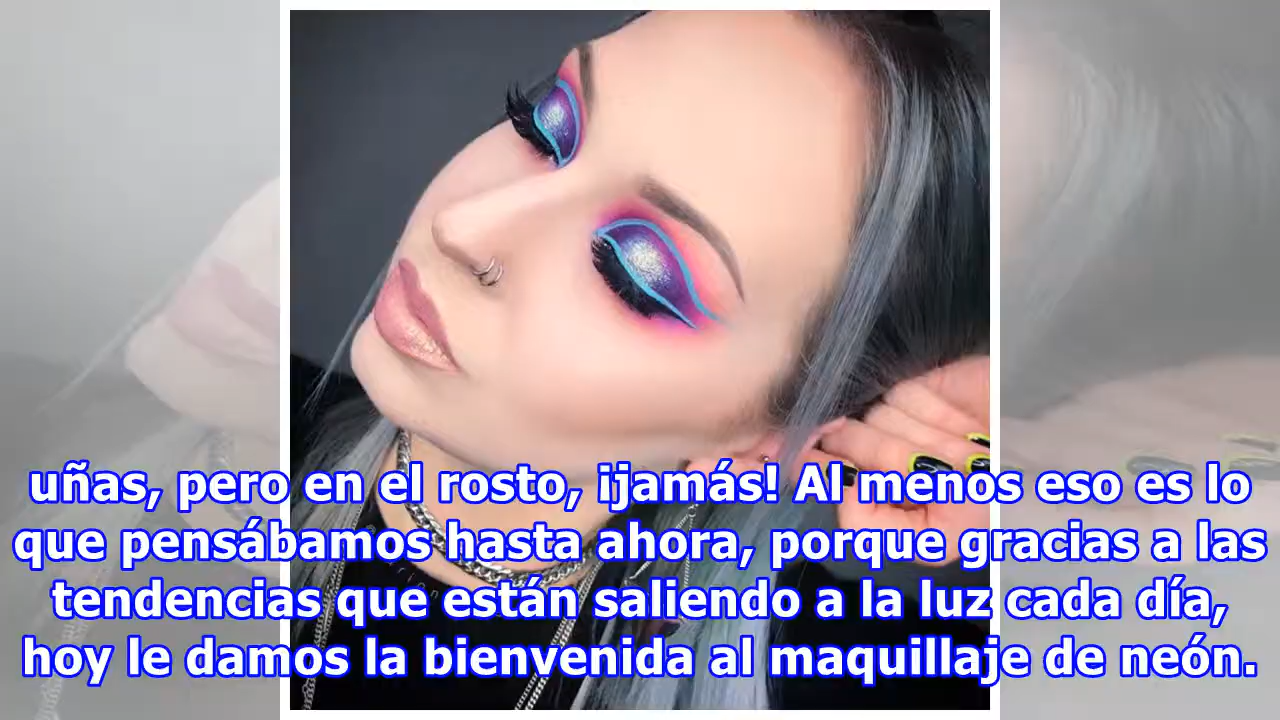 uñas, pero en el rosto, ¡jamás! Al menos eso es lo
que pensábamos hasta ahora, porque gracias a las
tendencias que están saliendo a la luz cada día,
hoy le damos la bienvenida al maquillaje de neón.